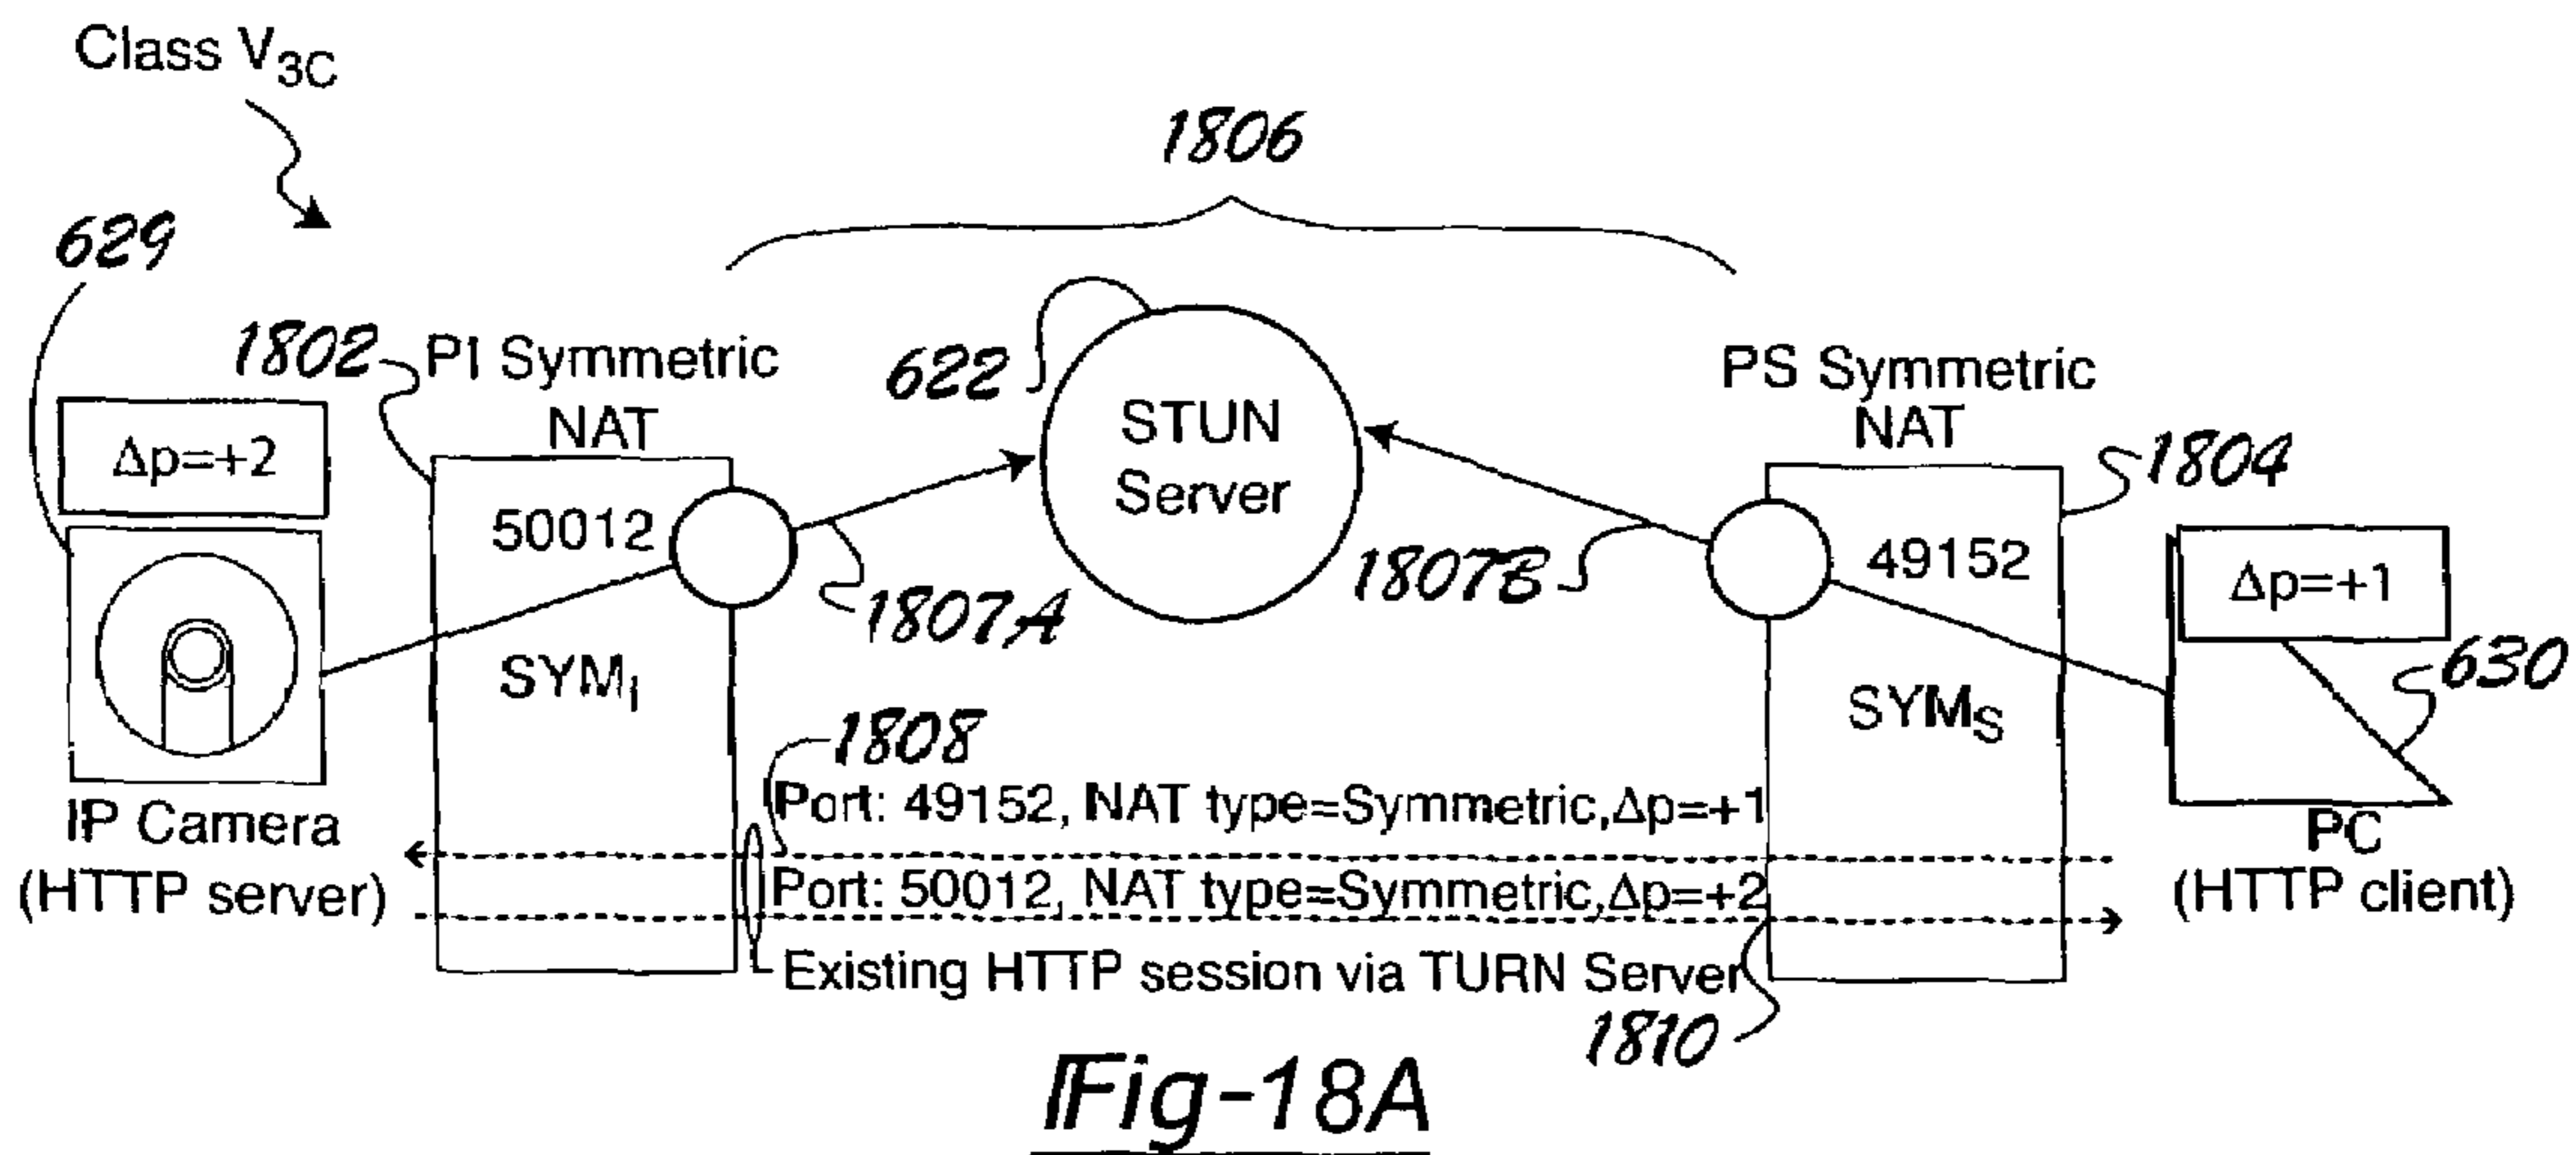 Class V3C
1806
629
1802
PI Symmetric
NAT
622
STUN
Server
PS Symmetric
NAT
1804
Δp=+2
50012
1807A
1807B
49152
Δp=+1
SYMI
SYMS
630
1808
Port: 49152, NAT type=Symmetric,Δp=+1
IP Camera
(HTTP server)
PC
(HTTP client)
Port: 50012, NAT type=Symmetric,Δp=+2
Existing HTTP session via TURN Server
1810
Fig-18A